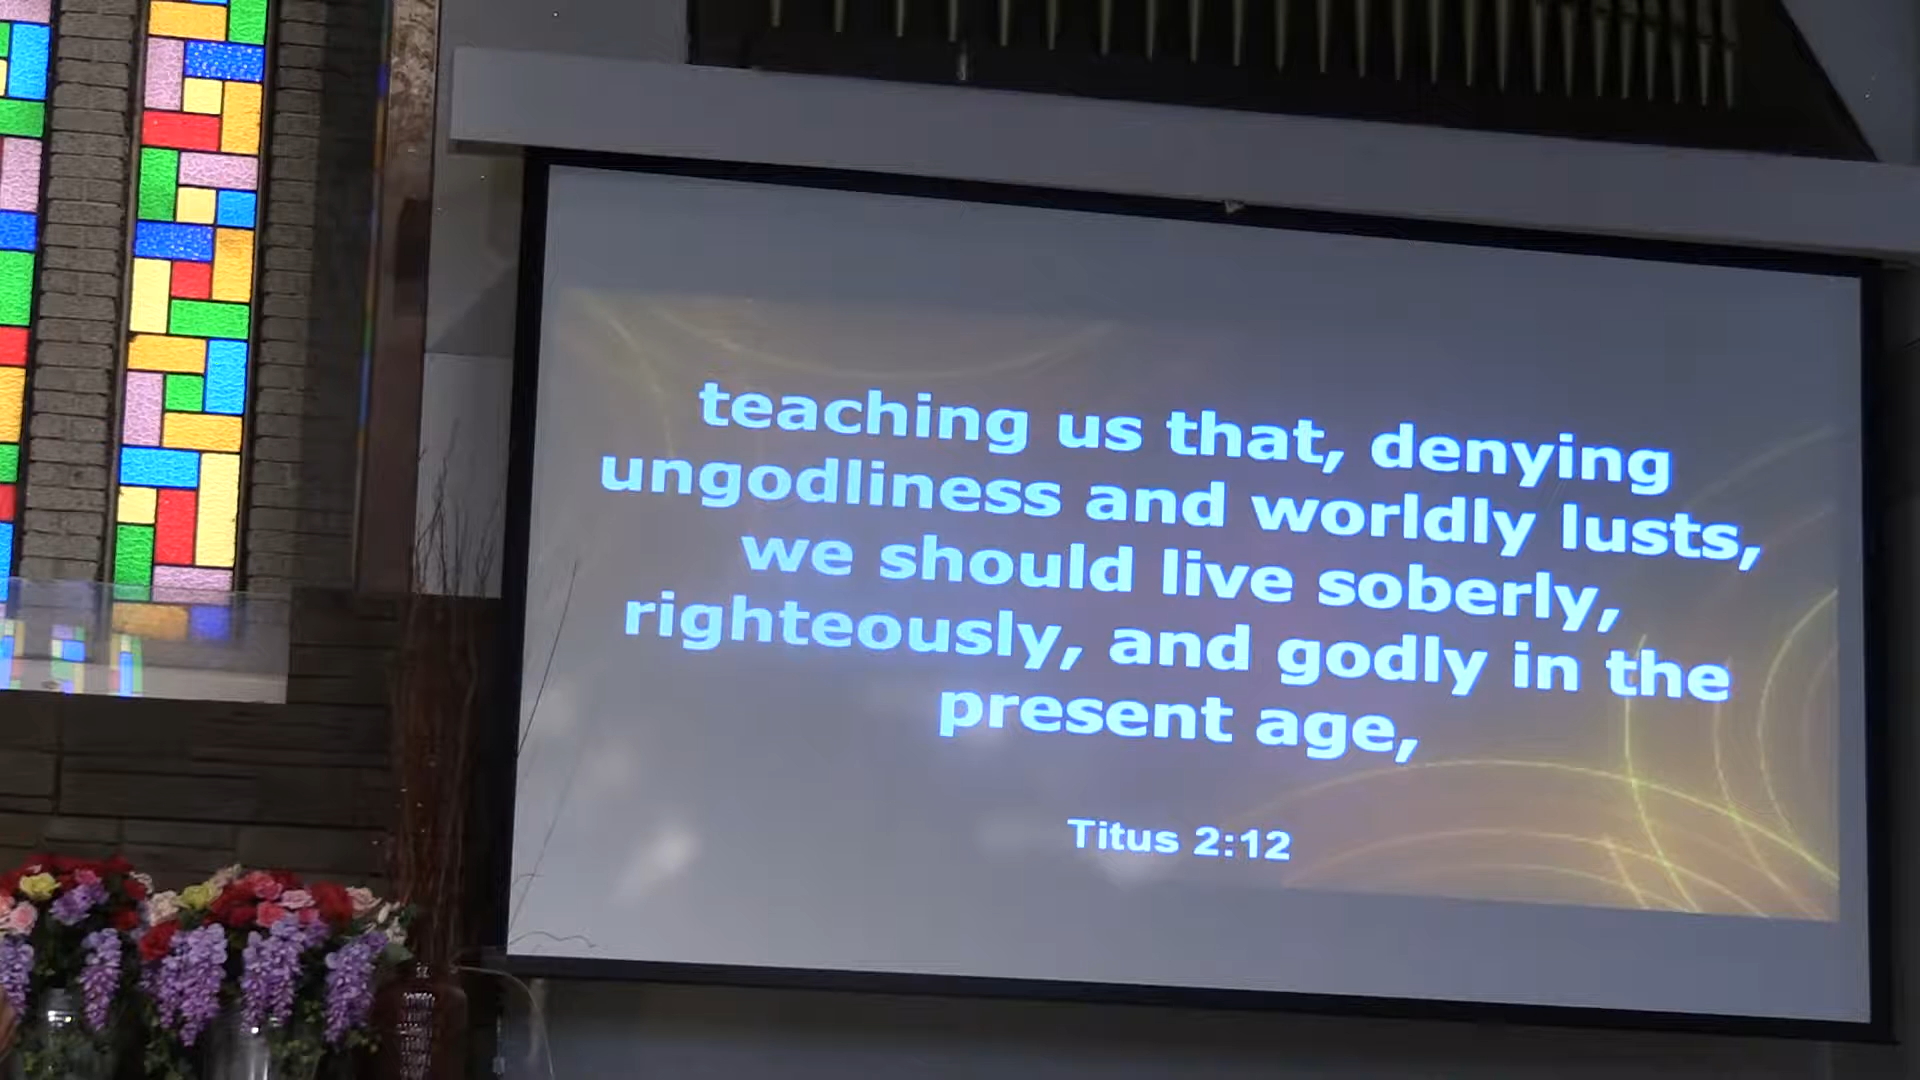 teaching us that, denying
ungodliness and worldly lusts,
we should live soberly,
righteously, and godly in the
present age,
Titus 2:12